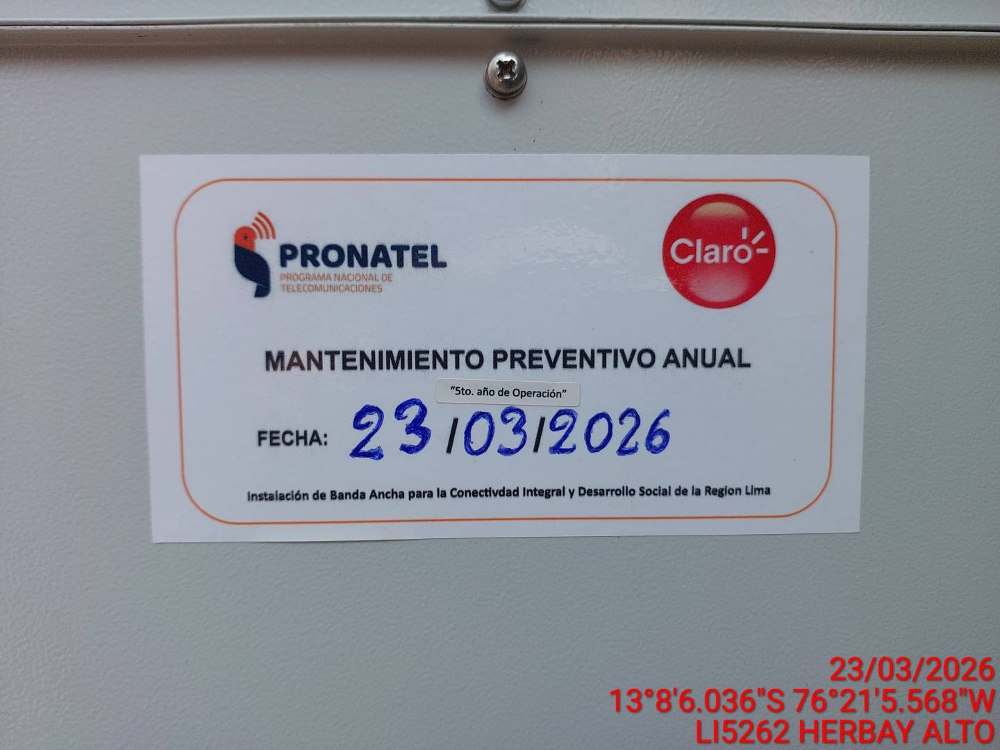 PRONATEL
PROGRAMA NACIONAL DE
TELECOMUNICACIONES
Claro
MANTENIMIENTO PREVENTIVO ANUAL
"5to. año de Operación"
FECHA: 23/03/2026
Instalación de Banda Ancha para la Conectivdad Integral y Desarrollo Social de la Region Lima
23/03/2026
13°8'6.036"S 76°21'5.568"W
LI5262 HERBAY ALTO